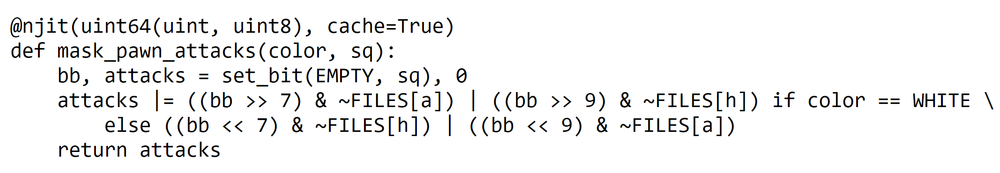 @njit(uint64(uint, uint8), cache=True)
def mask_pawn_attacks(color, sq):
    bb, attacks = set_bit(EMPTY, sq), 0
    attacks |= ((bb >> 7) & ~FILES[a]) | ((bb >> 9) & ~FILES[h]) if color == WHITE \
        else ((bb << 7) & ~FILES[h]) | ((bb << 9) & ~FILES[a])
    return attacks